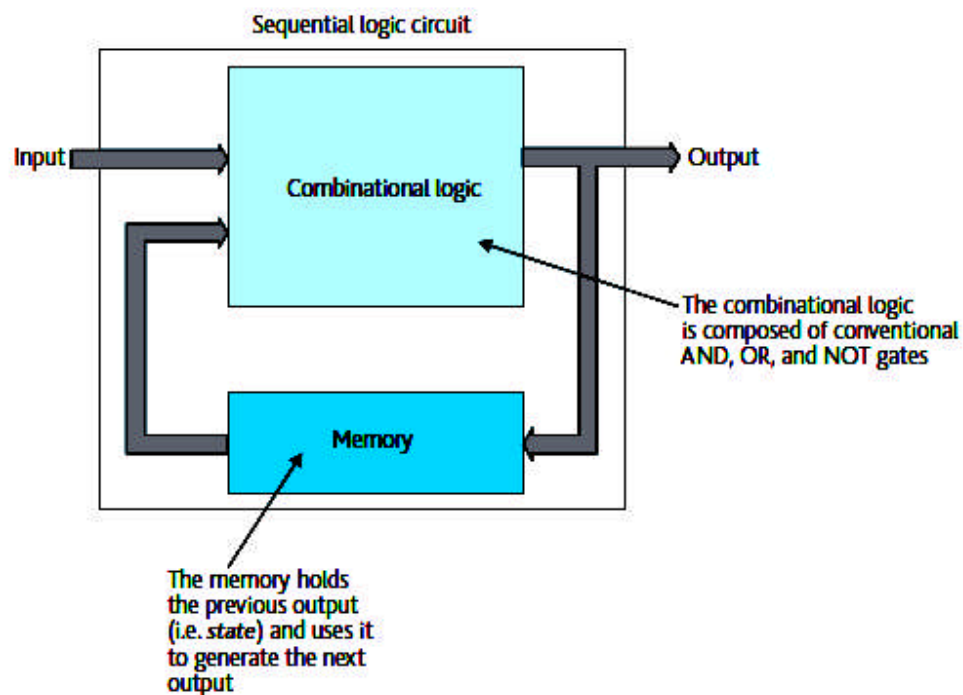 Sequential logic circuit
Input
Combinational logic
Output
The combinational logic
is composed of conventional
AND, OR, and NOT gates
Memory
The memory holds
the previous output
(i.e. state) and uses it
to generate the next
output